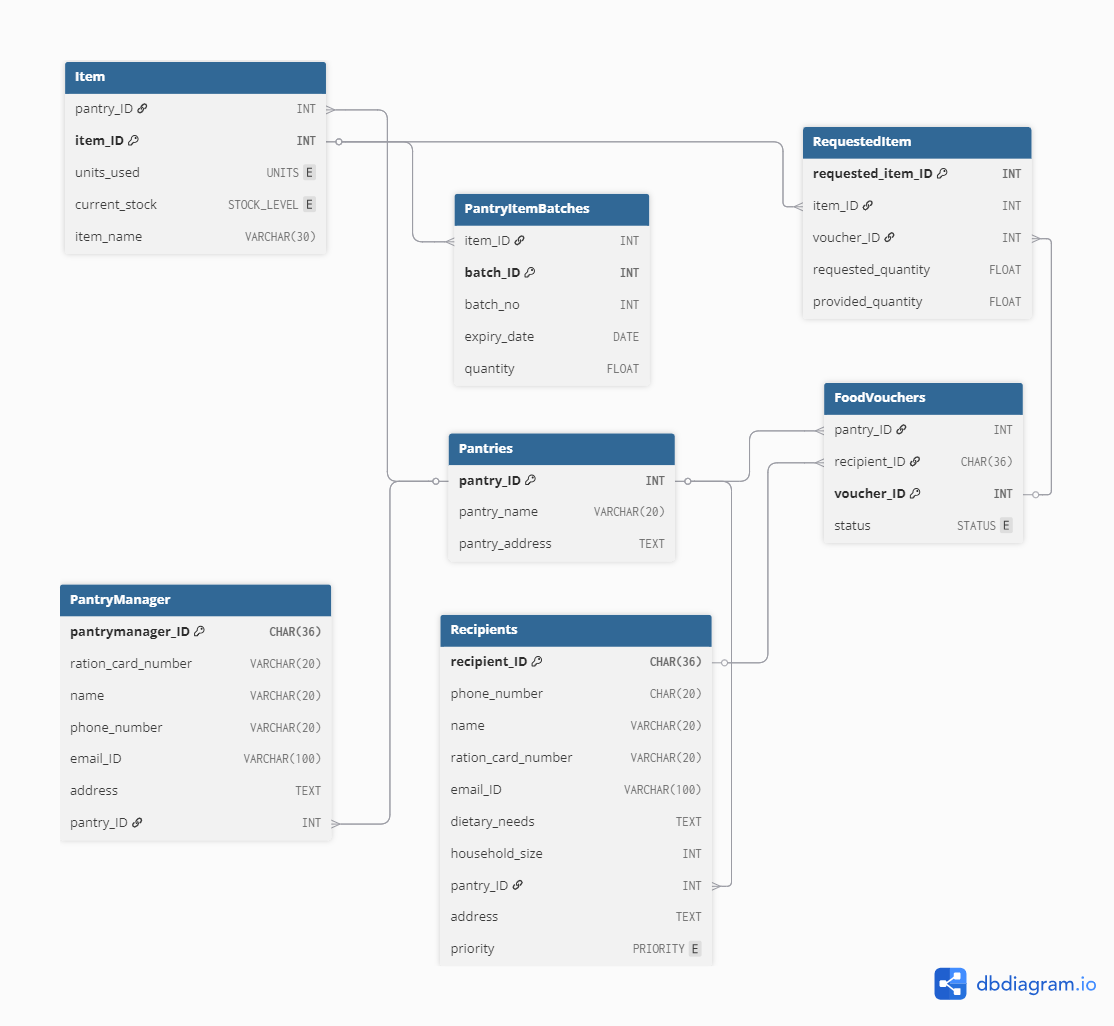 Item
pantry_ID INT
item_ID INT
units_used UNITS E
current_stock STOCK_LEVEL E
item_name VARCHAR(30)
RequestedItem
requested_item_ID INT
item_ID INT
voucher_ID INT
requested_quantity FLOAT
provided_quantity FLOAT
PantryItemBatches
item_ID INT
batch_ID INT
batch_no INT
expiry_date DATE
quantity FLOAT
FoodVouchers
pantry_ID INT
recipient_ID CHAR(36)
voucher_ID INT
status STATUS E
Pantries
pantry_ID INT
pantry_name VARCHAR(20)
pantry_address TEXT
PantryManager
pantrymanager_ID CHAR(36)
ration_card_number VARCHAR(20)
name VARCHAR(20)
phone_number VARCHAR(20)
email_ID VARCHAR(100)
address TEXT
pantry_ID INT
Recipients
recipient_ID CHAR(36)
phone_number CHAR(20)
name VARCHAR(20)
ration_card_number VARCHAR(20)
email_ID VARCHAR(100)
dietary_needs TEXT
household_size INT
pantry_ID INT
address TEXT
priority PRIORITY E
dbdiagram.io